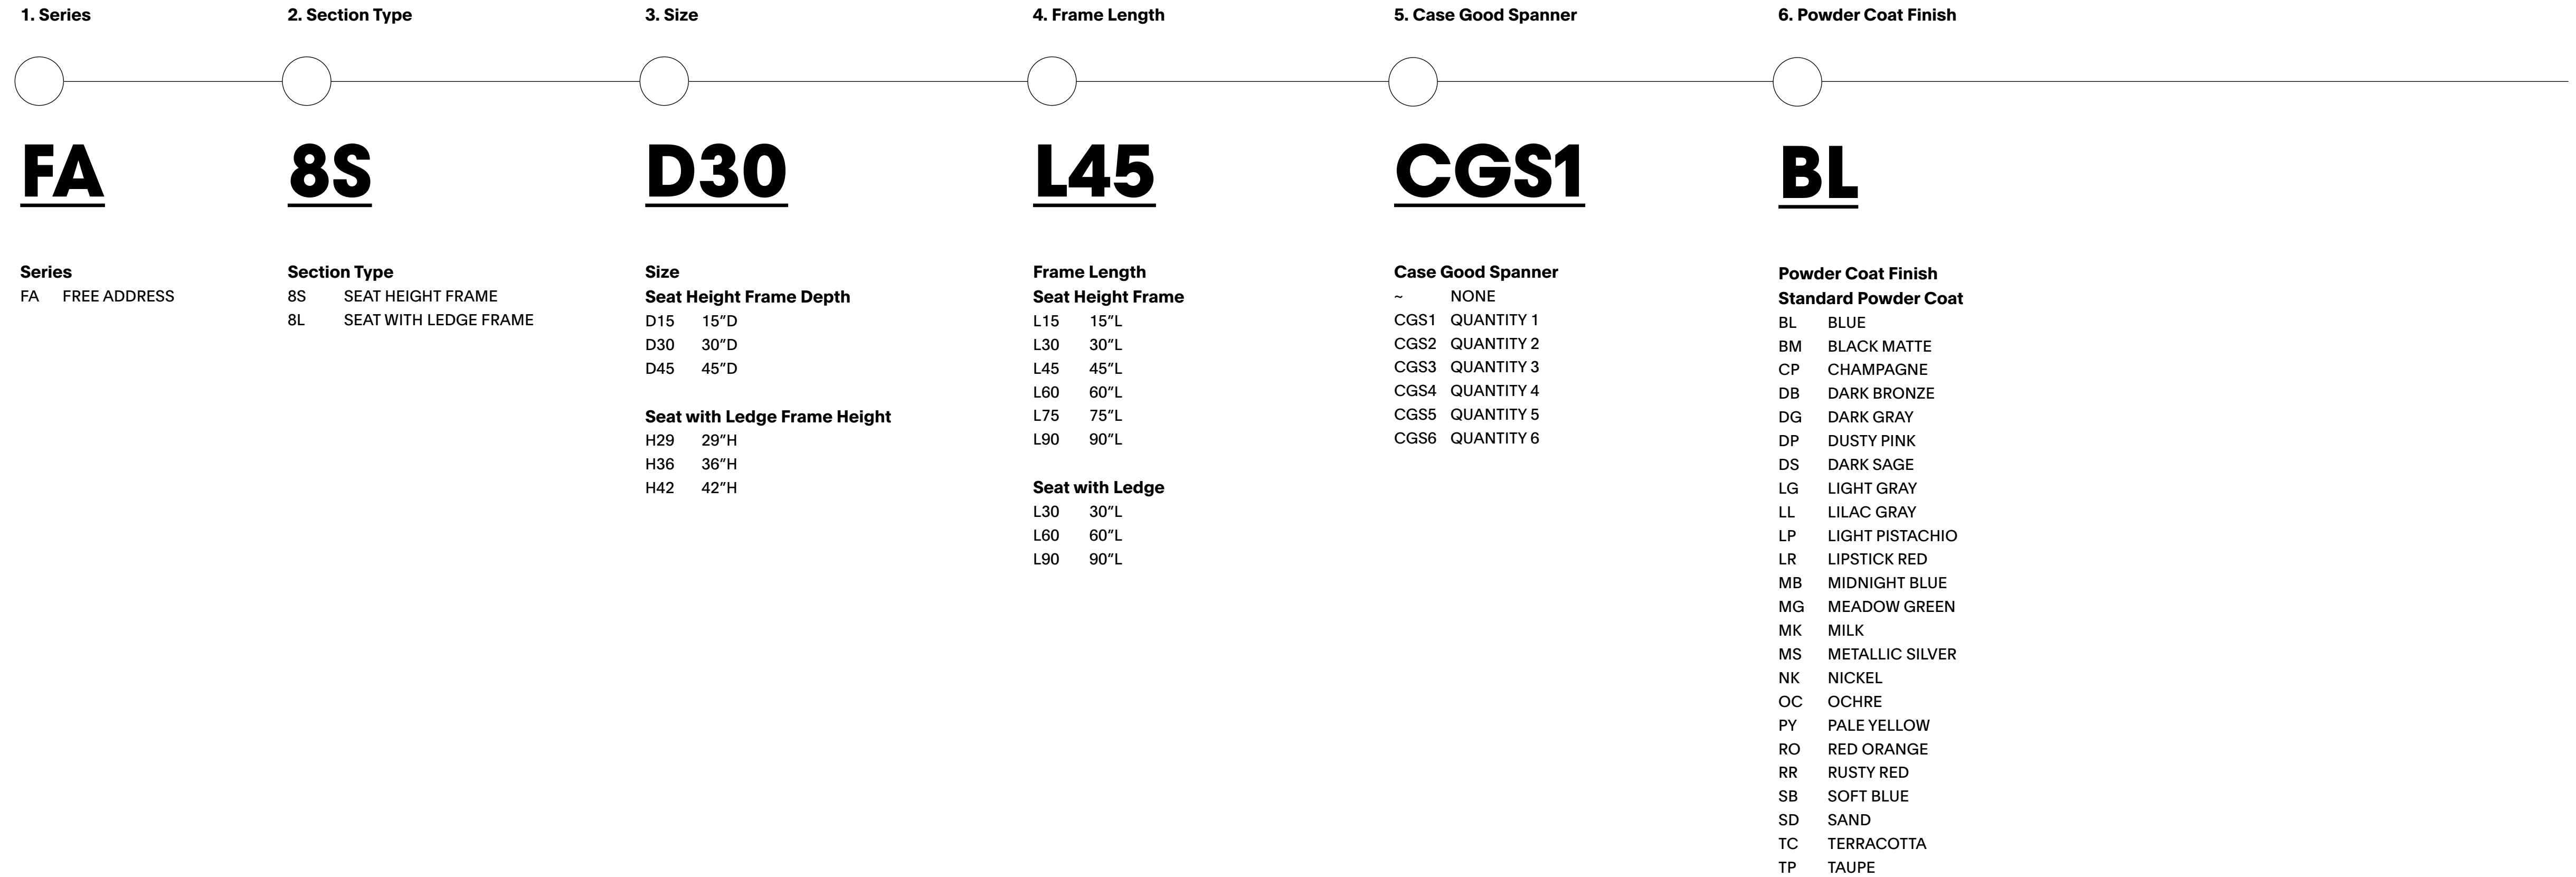 1. Series
2. Section Type
3. Size
4. Frame Length
5. Case Good Spanner
6. Powder Coat Finish
FA
8S
D30
L45
CGS1
BL
Series
FA FREE ADDRESS
Section Type
8S SEAT HEIGHT FRAME
8L SEAT WITH LEDGE FRAME
Size
Seat Height Frame Depth
D15 15"D
D30 30"D
D45 45"D
Seat with Ledge Frame Height
H29 29"H
H36 36"H
H42 42"H
Frame Length
Seat Height Frame
L15 15"L
L30 30"L
L45 45"L
L60 60"L
L75 75"L
L90 90"L
Seat with Ledge
L30 30"L
L60 60"L
L90 90"L
Case Good Spanner
~ NONE
CGS1 QUANTITY 1
CGS2 QUANTITY 2
CGS3 QUANTITY 3
CGS4 QUANTITY 4
CGS5 QUANTITY 5
CGS6 QUANTITY 6
Powder Coat Finish
Standard Powder Coat
BL BLUE
BM BLACK MATTE
CP CHAMPAGNE
DB DARK BRONZE
DG DARK GRAY
DP DUSTY PINK
DS DARK SAGE
LG LIGHT GRAY
LL LILAC GRAY
LP LIGHT PISTACHIO
LR LIPSTICK RED
MB MIDNIGHT BLUE
MG MEADOW GREEN
MK MILK
MS METALLIC SILVER
NK NICKEL
OC OCHRE
PY PALE YELLOW
RO RED ORANGE
RR RUSTY RED
SB SOFT BLUE
SD SAND
TC TERRACOTTA
TP TAUPE